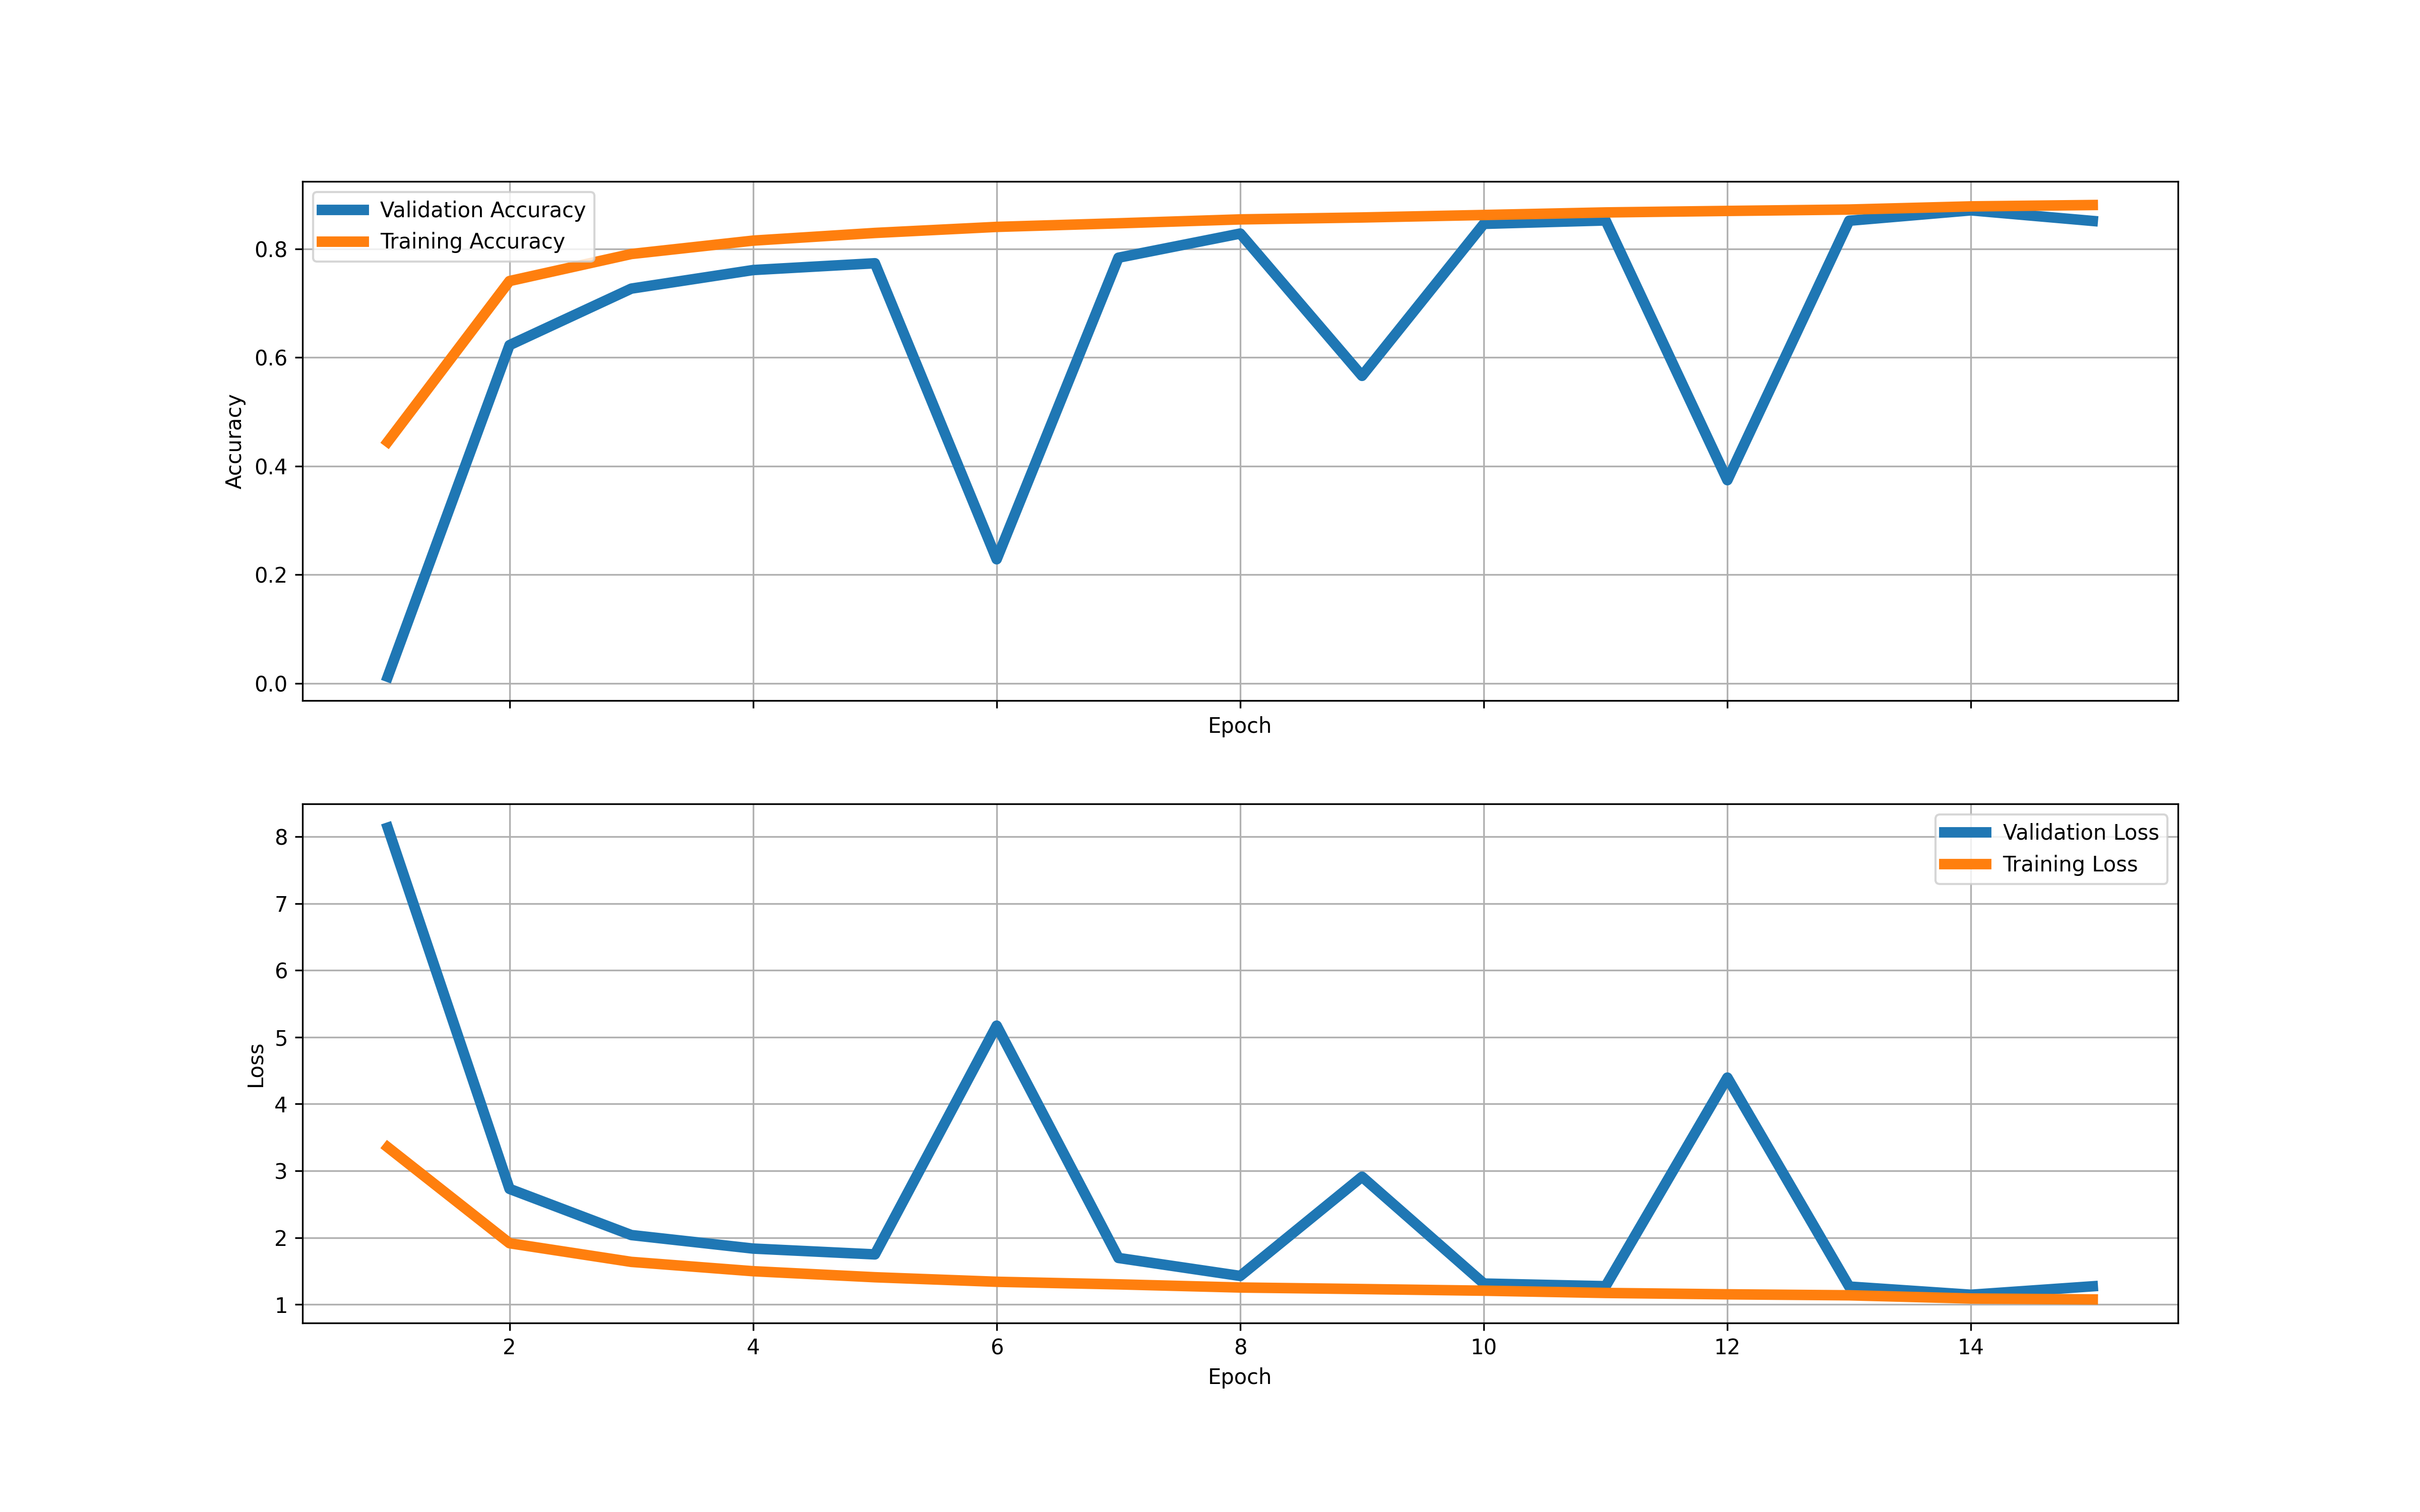 Validation Accuracy
Training Accuracy
0.8
0.6
0.4
0.2
0.0
Accuracy
Epoch
Validation Loss
Training Loss
8
7
6
5
4
3
2
1
Loss
2 4 6 8 10 12 14
Epoch